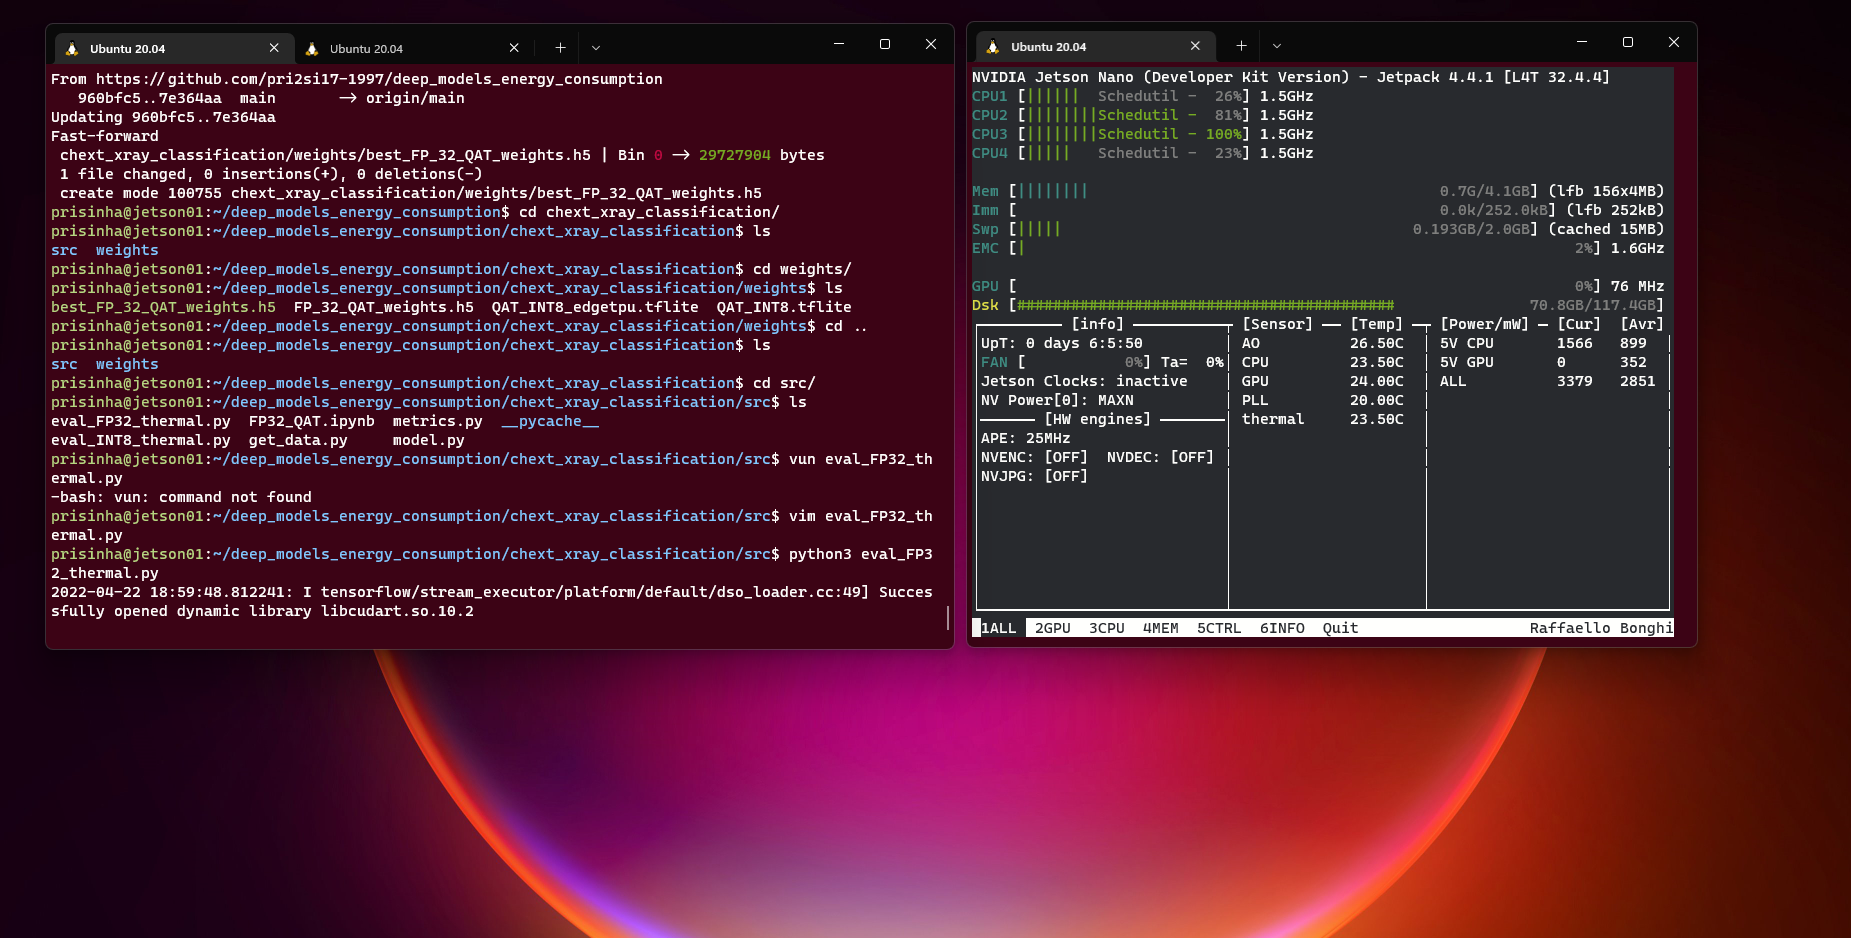 Ubuntu 20.04
Ubuntu 20.04
From https://github.com/pri2si17-1997/deep_models_energy_consumption
960bfc5..7e364aa main -> origin/main
Updating 960bfc5..7e364aa
Fast-forward
chext_xray_classification/weights/best_FP_32_QAT_weights.h5 | Bin 0 -> 29727904 bytes
1 file changed, 0 insertions(+), 0 deletions(-)
create mode 100755 chext_xray_classification/weights/best_FP_32_QAT_weights.h5
prisinha@jetson01:~/deep_models_energy_consumption$ cd chext_xray_classification/
prisinha@jetson01:~/deep_models_energy_consumption/chext_xray_classification$ ls
src weights
prisinha@jetson01:~/deep_models_energy_consumption/chext_xray_classification$ cd weights/
prisinha@jetson01:~/deep_models_energy_consumption/chext_xray_classification/weights$ ls
best_FP_32_QAT_weights.h5 FP_32_QAT_weights.h5 QAT_INT8_edgetpu.tflite QAT_INT8.tflite
prisinha@jetson01:~/deep_models_energy_consumption/chext_xray_classification/weights$ cd ..
prisinha@jetson01:~/deep_models_energy_consumption/chext_xray_classification$ ls
src weights
prisinha@jetson01:~/deep_models_energy_consumption/chext_xray_classification$ cd src/
prisinha@jetson01:~/deep_models_energy_consumption/chext_xray_classification/src$ ls
eval_FP32_thermal.py FP32_QAT.ipynb metrics.py __pycache__
eval_INT8_thermal.py get_data.py model.py
prisinha@jetson01:~/deep_models_energy_consumption/chext_xray_classification/src$ vun eval_FP32_th
ermal.py
-bash: vun: command not found
prisinha@jetson01:~/deep_models_energy_consumption/chext_xray_classification/src$ vim eval_FP32_th
ermal.py
prisinha@jetson01:~/deep_models_energy_consumption/chext_xray_classification/src$ python3 eval_FP3
2_thermal.py
2022-04-22 18:59:48.812241: I tensorflow/stream_executor/platform/default/dso_loader.cc:49] Succes
sfully opened dynamic library libcudart.so.10.2
Ubuntu 20.04
NVIDIA Jetson Nano (Developer Kit Version) - Jetpack 4.4.1 [L4T 32.4.4]
CPU1 [|||||| Schedutil - 26%] 1.5GHz
CPU2 [||||||||Schedutil - 81%] 1.5GHz
CPU3 [||||||||Schedutil - 100%] 1.5GHz
CPU4 [||||| Schedutil - 23%] 1.5GHz
Mem [|||||||| 0.7G/4.1GB] (lfb 156x4MB)
Imm [ 0.0k/252.0kB] (lfb 252kB)
Swp [||||| 0.193GB/2.0GB] (cached 15MB)
EMC [| 2%] 1.6GHz
GPU [ 0%] 76 MHz
Dsk [########################################## 70.8GB/117.4GB]
[info] [Sensor] [Temp] [Power/mW] [Cur] [Avr]
UpT: 0 days 6:5:50 AO 26.50C 5V CPU 1566 899
FAN [ 0%] Ta= 0% CPU 23.50C 5V GPU 0 352
Jetson Clocks: inactive GPU 24.00C ALL 3379 2851
NV Power[0]: MAXN PLL 20.00C
[HW engines] thermal 23.50C
APE: 25MHz
NVENC: [OFF] NVDEC: [OFF]
NVJPG: [OFF]
1ALL 2GPU 3CPU 4MEM 5CTRL 6INFO Quit Raffaello Bonghi